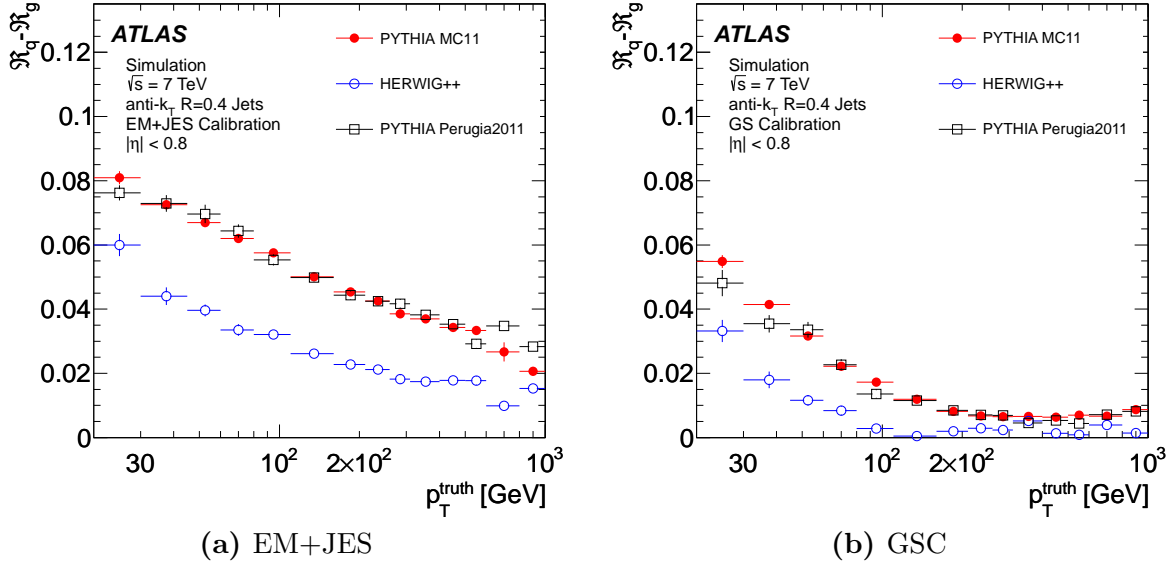 ℜq-ℜg
ATLAS
Simulation
√s = 7 TeV
anti-kT R=0.4 Jets
EM+JES Calibration
|η| < 0.8
PYTHIA MC11
HERWIG++
PYTHIA Perugia2011
0.12
0.1
0.08
0.06
0.04
0.02
0
30 10² 2×10² 10³
pTtruth [GeV]
(a) EM+JES
ℜq-ℜg
ATLAS
Simulation
√s = 7 TeV
anti-kT R=0.4 Jets
GS Calibration
|η| < 0.8
PYTHIA MC11
HERWIG++
PYTHIA Perugia2011
0.12
0.1
0.08
0.06
0.04
0.02
0
30 10² 2×10² 10³
pTtruth [GeV]
(b) GSC